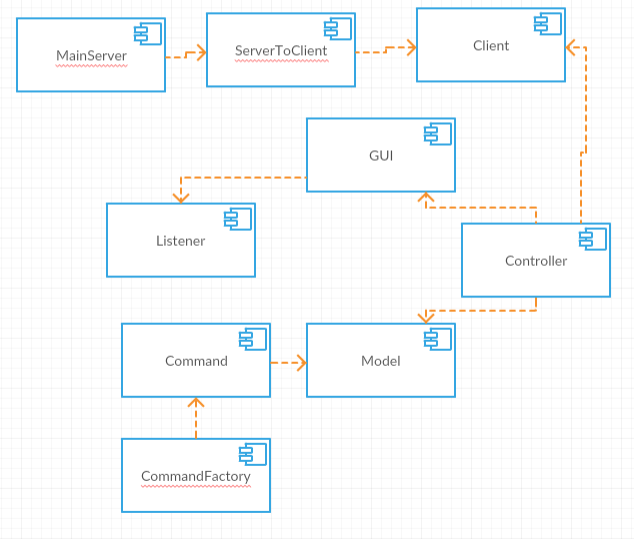 MainServer
ServerToClient
Client
GUI
Listener
Controller
Command
Model
CommandFactory